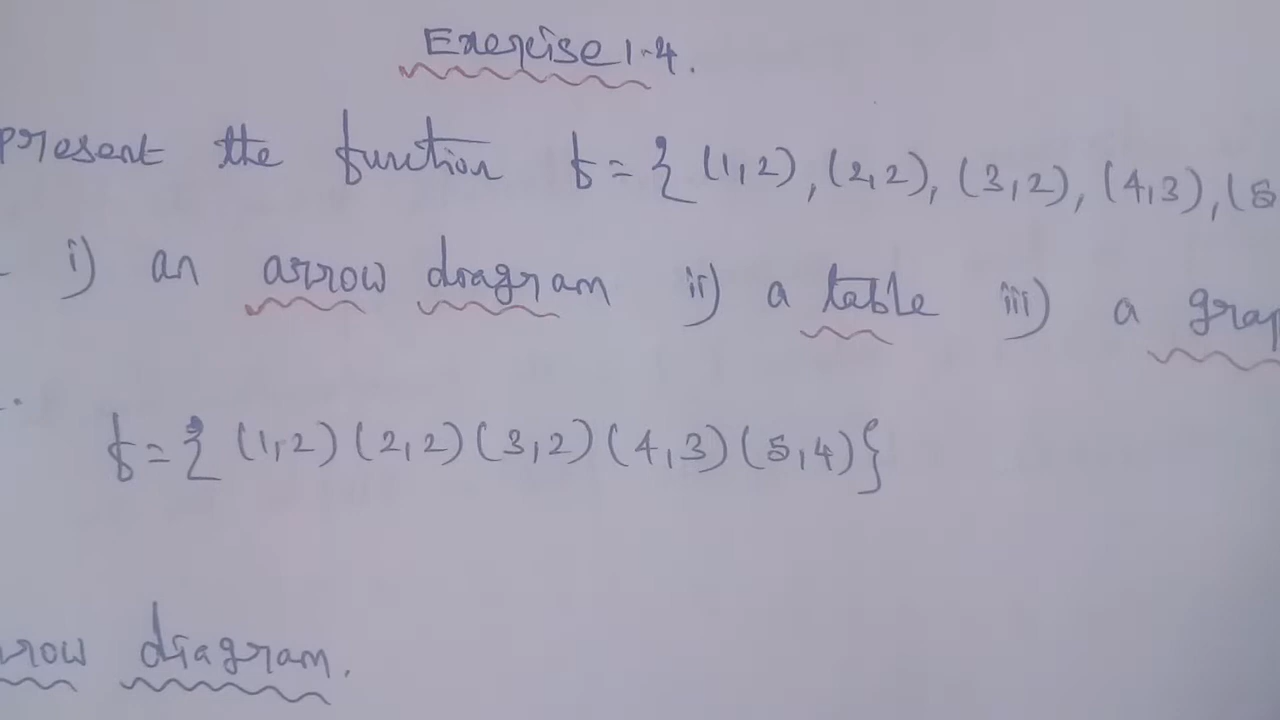 Exercise 1.4.
present the function f = { (1,2), (2,2), (3,2), (4,3), (5
i) an arrow diagram ii) a table iii) a grap
f = { (1,2) (2,2) (3,2) (4,3) (5,4) }
rrow diagram.